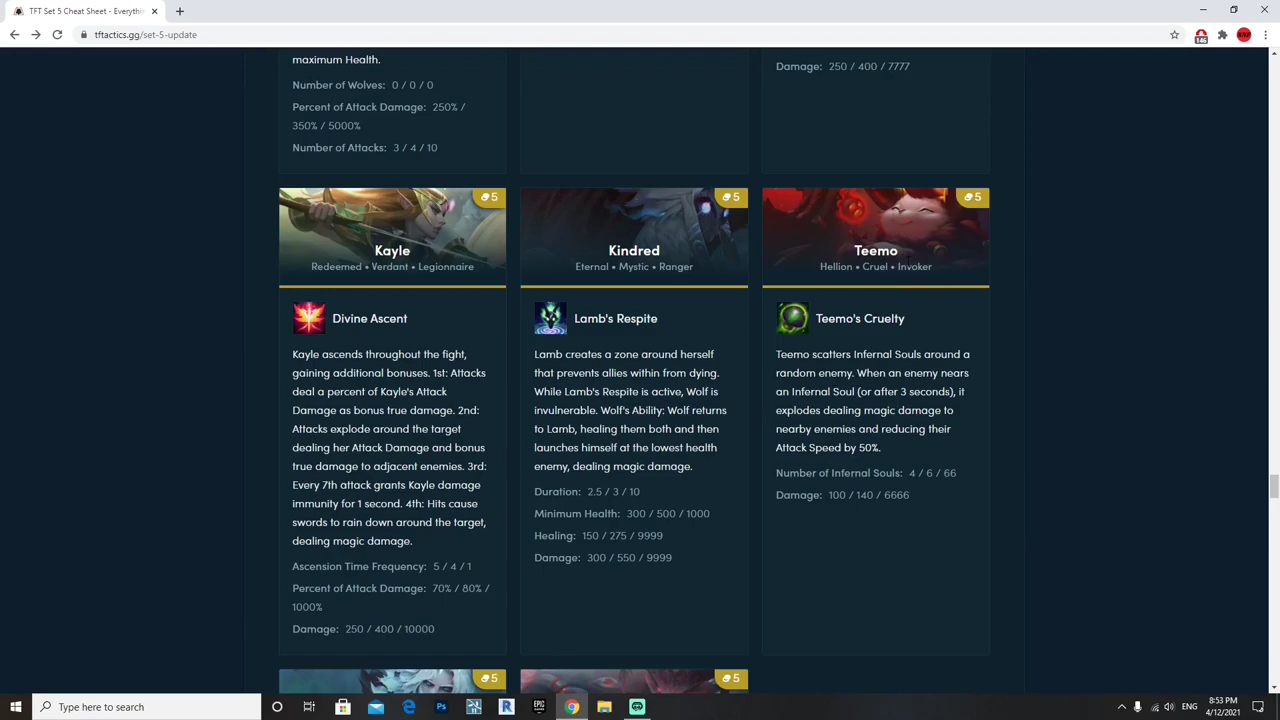 TFT Set 5 Cheat Sheet - Everythi
tftactics.gg/set-5-update
146
maximum Health.
Number of Wolves: 0 / 0 / 0
Percent of Attack Damage: 250% /
350% / 5000%
Number of Attacks: 3 / 4 / 10
Damage: 250 / 400 / 7777
5
Kayle
Redeemed • Verdant • Legionnaire
Divine Ascent
Kayle ascends throughout the fight,
gaining additional bonuses. 1st: Attacks
deal a percent of Kayle's Attack
Damage as bonus true damage. 2nd:
Attacks explode around the target
dealing her Attack Damage and bonus
true damage to adjacent enemies. 3rd:
Every 7th attack grants Kayle damage
immunity for 1 second. 4th: Hits cause
swords to rain down around the target,
dealing magic damage.
Ascension Time Frequency: 5 / 4 / 1
Percent of Attack Damage: 70% / 80% /
1000%
Damage: 250 / 400 / 10000
5
Kindred
Eternal • Mystic • Ranger
Lamb's Respite
Lamb creates a zone around herself
that prevents allies within from dying.
While Lamb's Respite is active, Wolf is
invulnerable. Wolf's Ability: Wolf returns
to Lamb, healing them both and then
launches himself at the lowest health
enemy, dealing magic damage.
Duration: 2.5 / 3 / 10
Minimum Health: 300 / 500 / 1000
Healing: 150 / 275 / 9999
Damage: 300 / 550 / 9999
5
Teemo
Hellion • Cruel • Invoker
Teemo's Cruelty
Teemo scatters Infernal Souls around a
random enemy. When an enemy nears
an Infernal Soul (or after 3 seconds), it
explodes dealing magic damage to
nearby enemies and reducing their
Attack Speed by 50%.
Number of Infernal Souls: 4 / 6 / 66
Damage: 100 / 140 / 6666
5
5
Type here to search
Ps
R
EPIC
GAMES
ENG
8:53 PM
4/12/2021